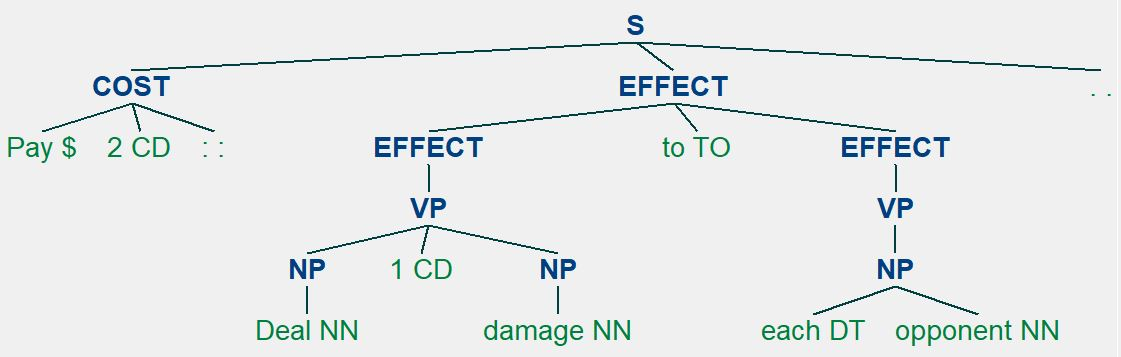 S
COST EFFECT . .
Pay $ 2 CD : : EFFECT to TO EFFECT
VP VP
NP 1 CD NP NP
Deal NN damage NN each DT opponent NN